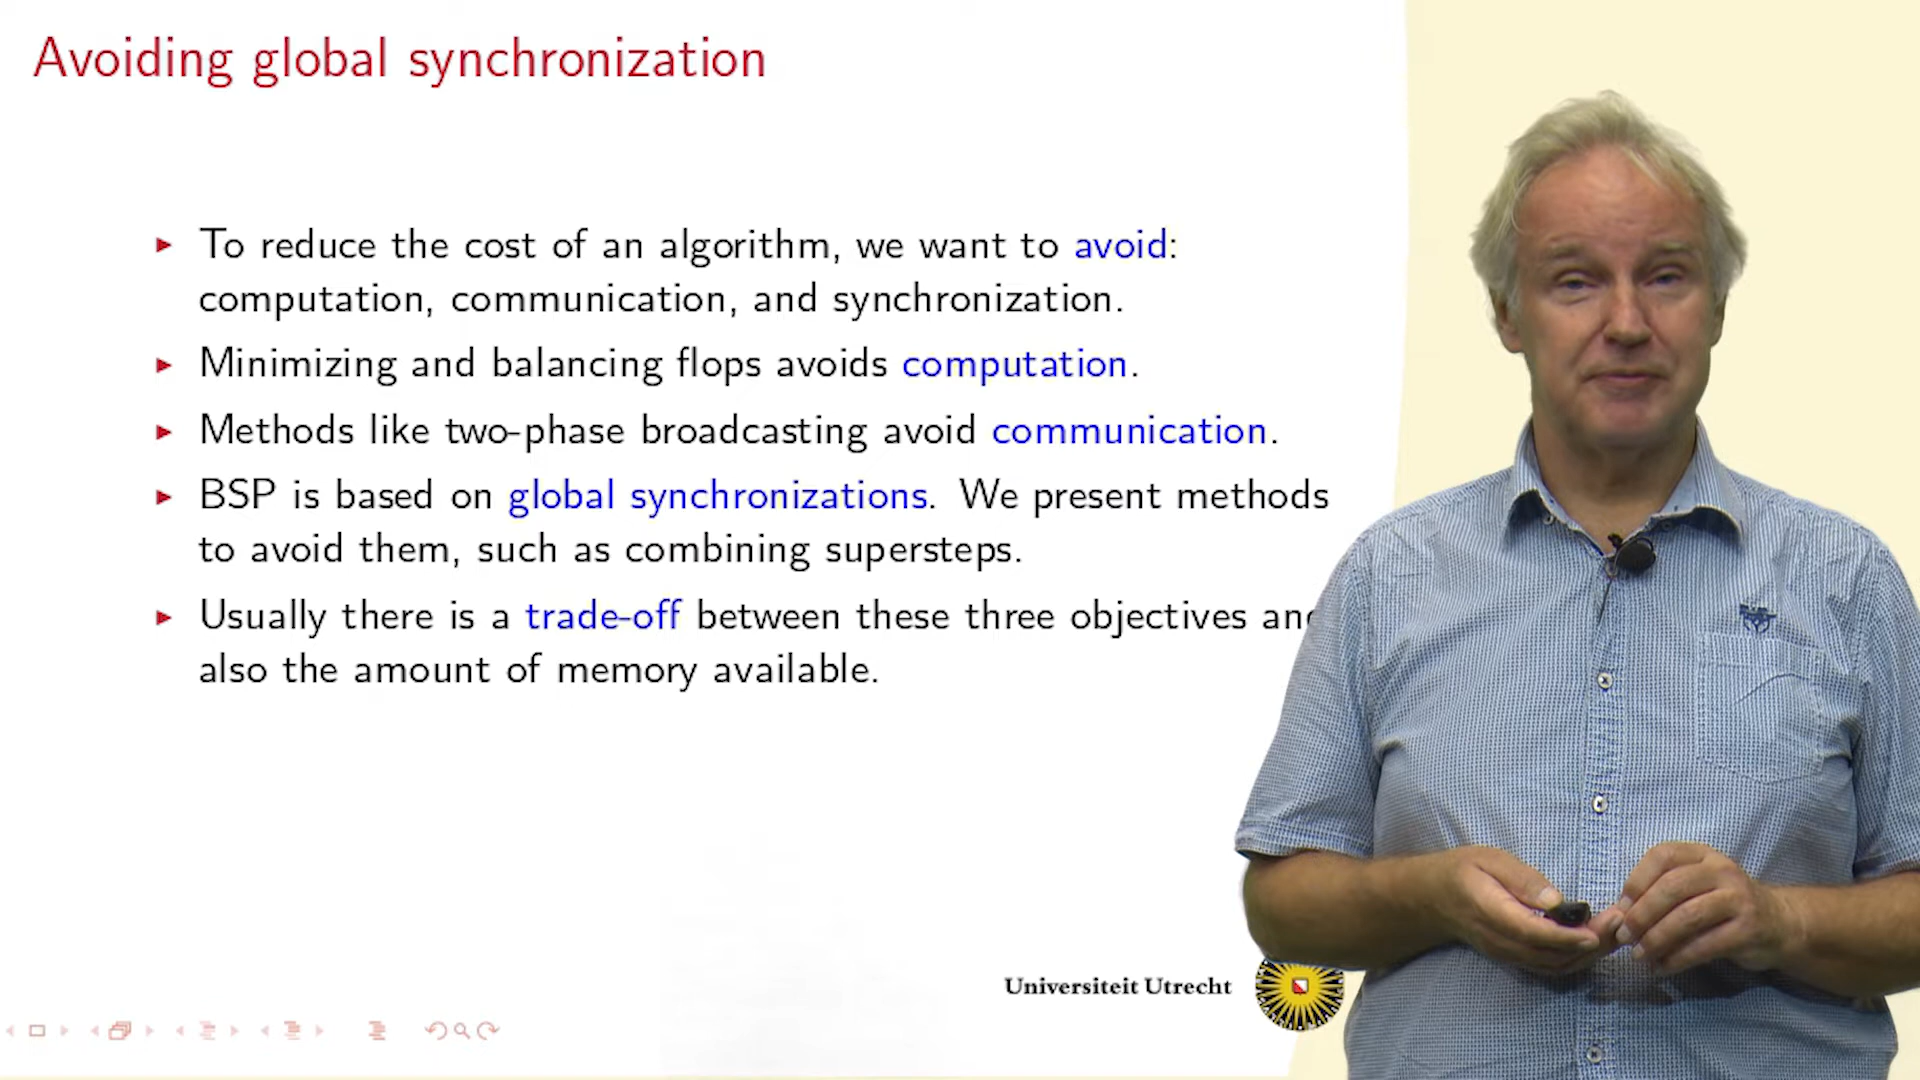 Avoiding global synchronization
To reduce the cost of an algorithm, we want to avoid:
computation, communication, and synchronization.
Minimizing and balancing flops avoids computation.
Methods like two-phase broadcasting avoid communication.
BSP is based on global synchronizations. We present methods
to avoid them, such as combining supersteps.
Usually there is a trade-off between these three objectives and
also the amount of memory available.
Universiteit Utrecht